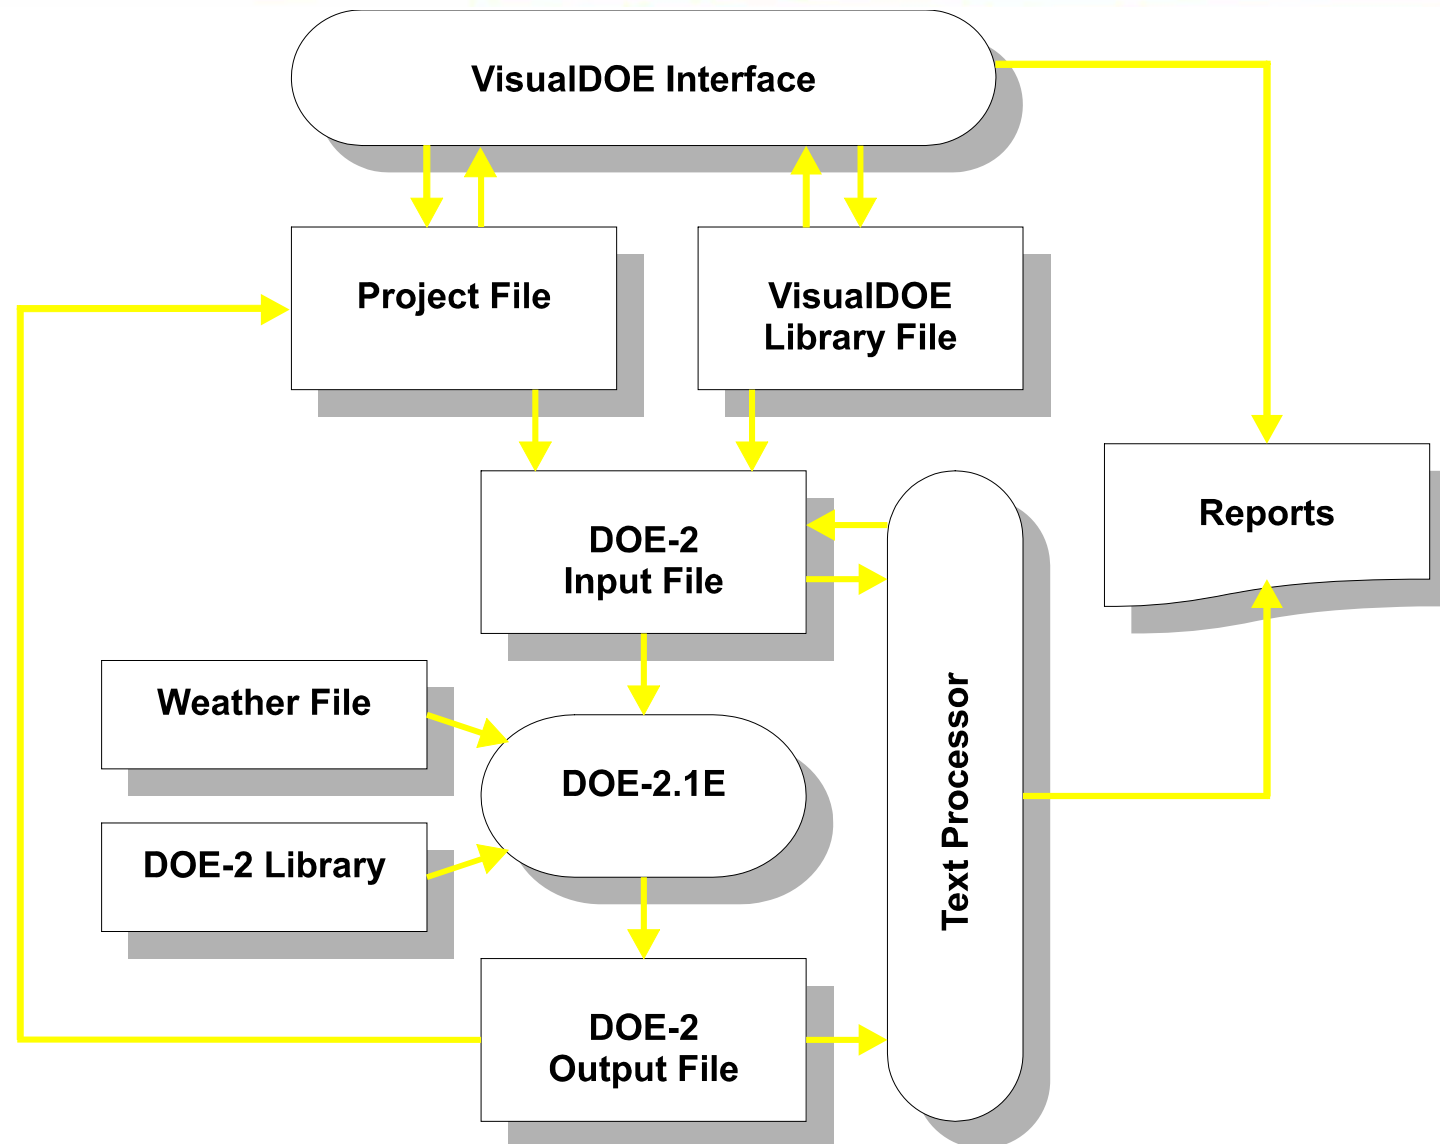 VisualDOE Interface
Project File
VisualDOE
Library File
DOE-2
Input File
Reports
Weather File
DOE-2.1E
Text Processor
DOE-2 Library
DOE-2
Output File